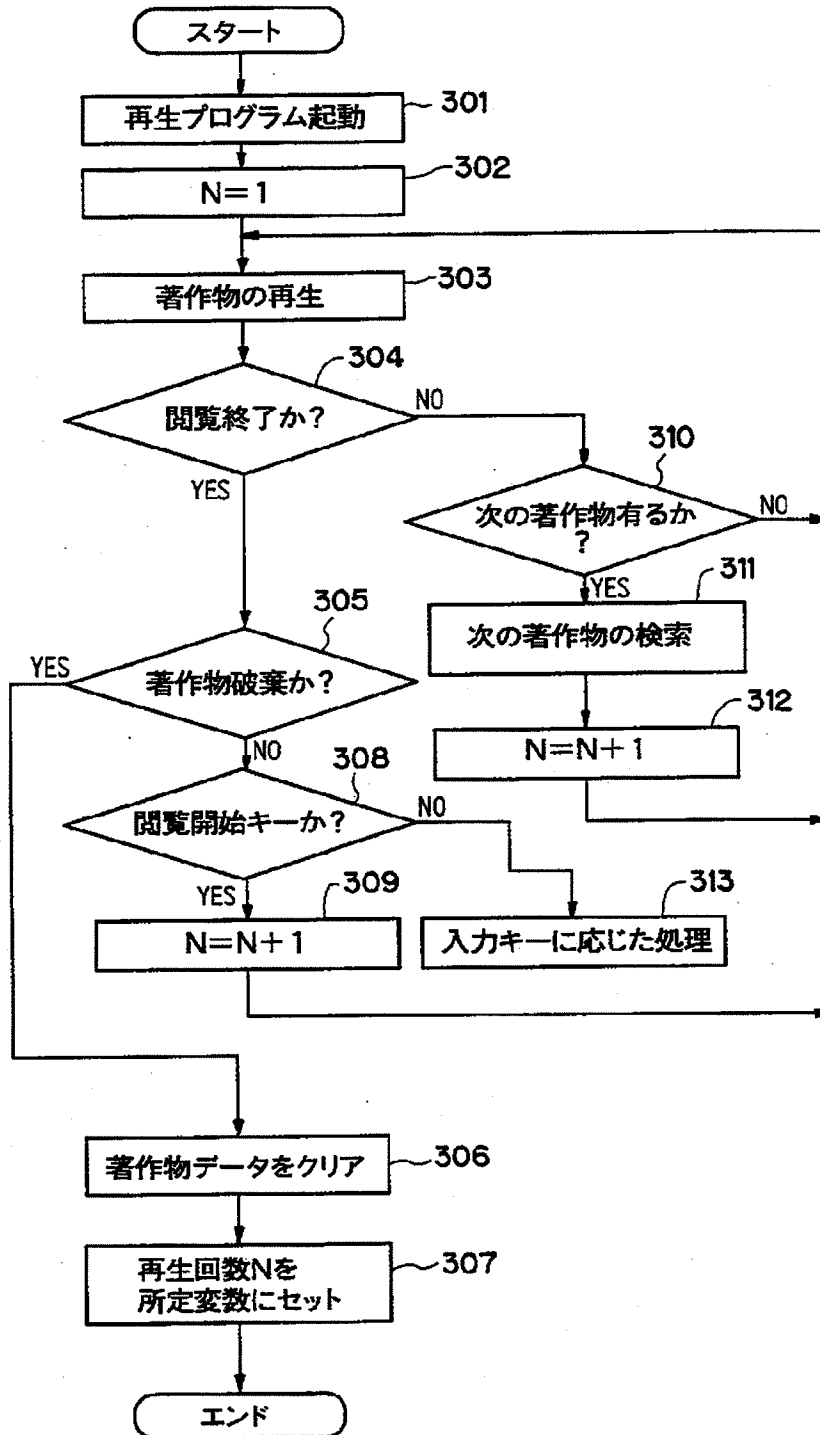 スタート
再生プログラム起動
301
N=1
302
著作物の再生
303
閲覧終了か?
304
NO
YES
次の著作物有るか
?
310
NO
YES
次の著作物の検索
311
N=N+1
312
著作物破棄か?
305
YES
NO
閲覧開始キーか?
308
NO
YES
N=N+1
309
入力キーに応じた処理
313
著作物データをクリア
306
再生回数Nを
所定変数にセット
307
エンド